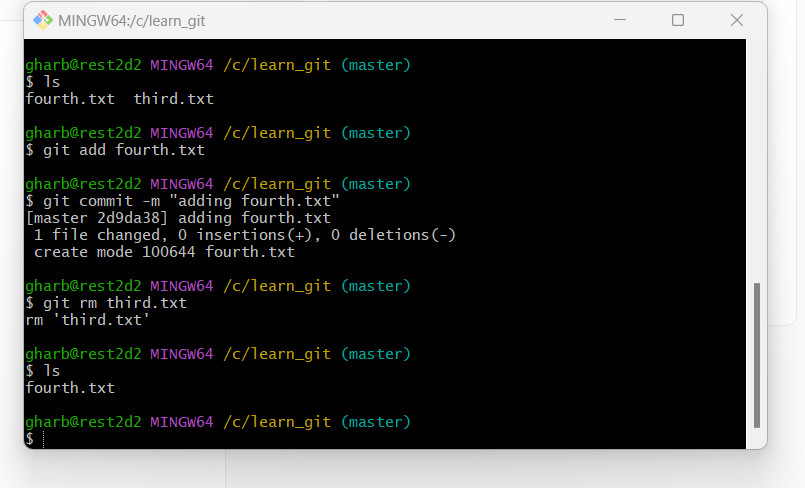 MINGW64:/c/learn_git
gharb@rest2d2 MINGW64 /c/learn_git (master)
$ ls
fourth.txt  third.txt
gharb@rest2d2 MINGW64 /c/learn_git (master)
$ git add fourth.txt
gharb@rest2d2 MINGW64 /c/learn_git (master)
$ git commit -m "adding fourth.txt"
[master 2d9da38] adding fourth.txt
 1 file changed, 0 insertions(+), 0 deletions(-)
 create mode 100644 fourth.txt
gharb@rest2d2 MINGW64 /c/learn_git (master)
$ git rm third.txt
rm 'third.txt'
gharb@rest2d2 MINGW64 /c/learn_git (master)
$ ls
fourth.txt
gharb@rest2d2 MINGW64 /c/learn_git (master)
$